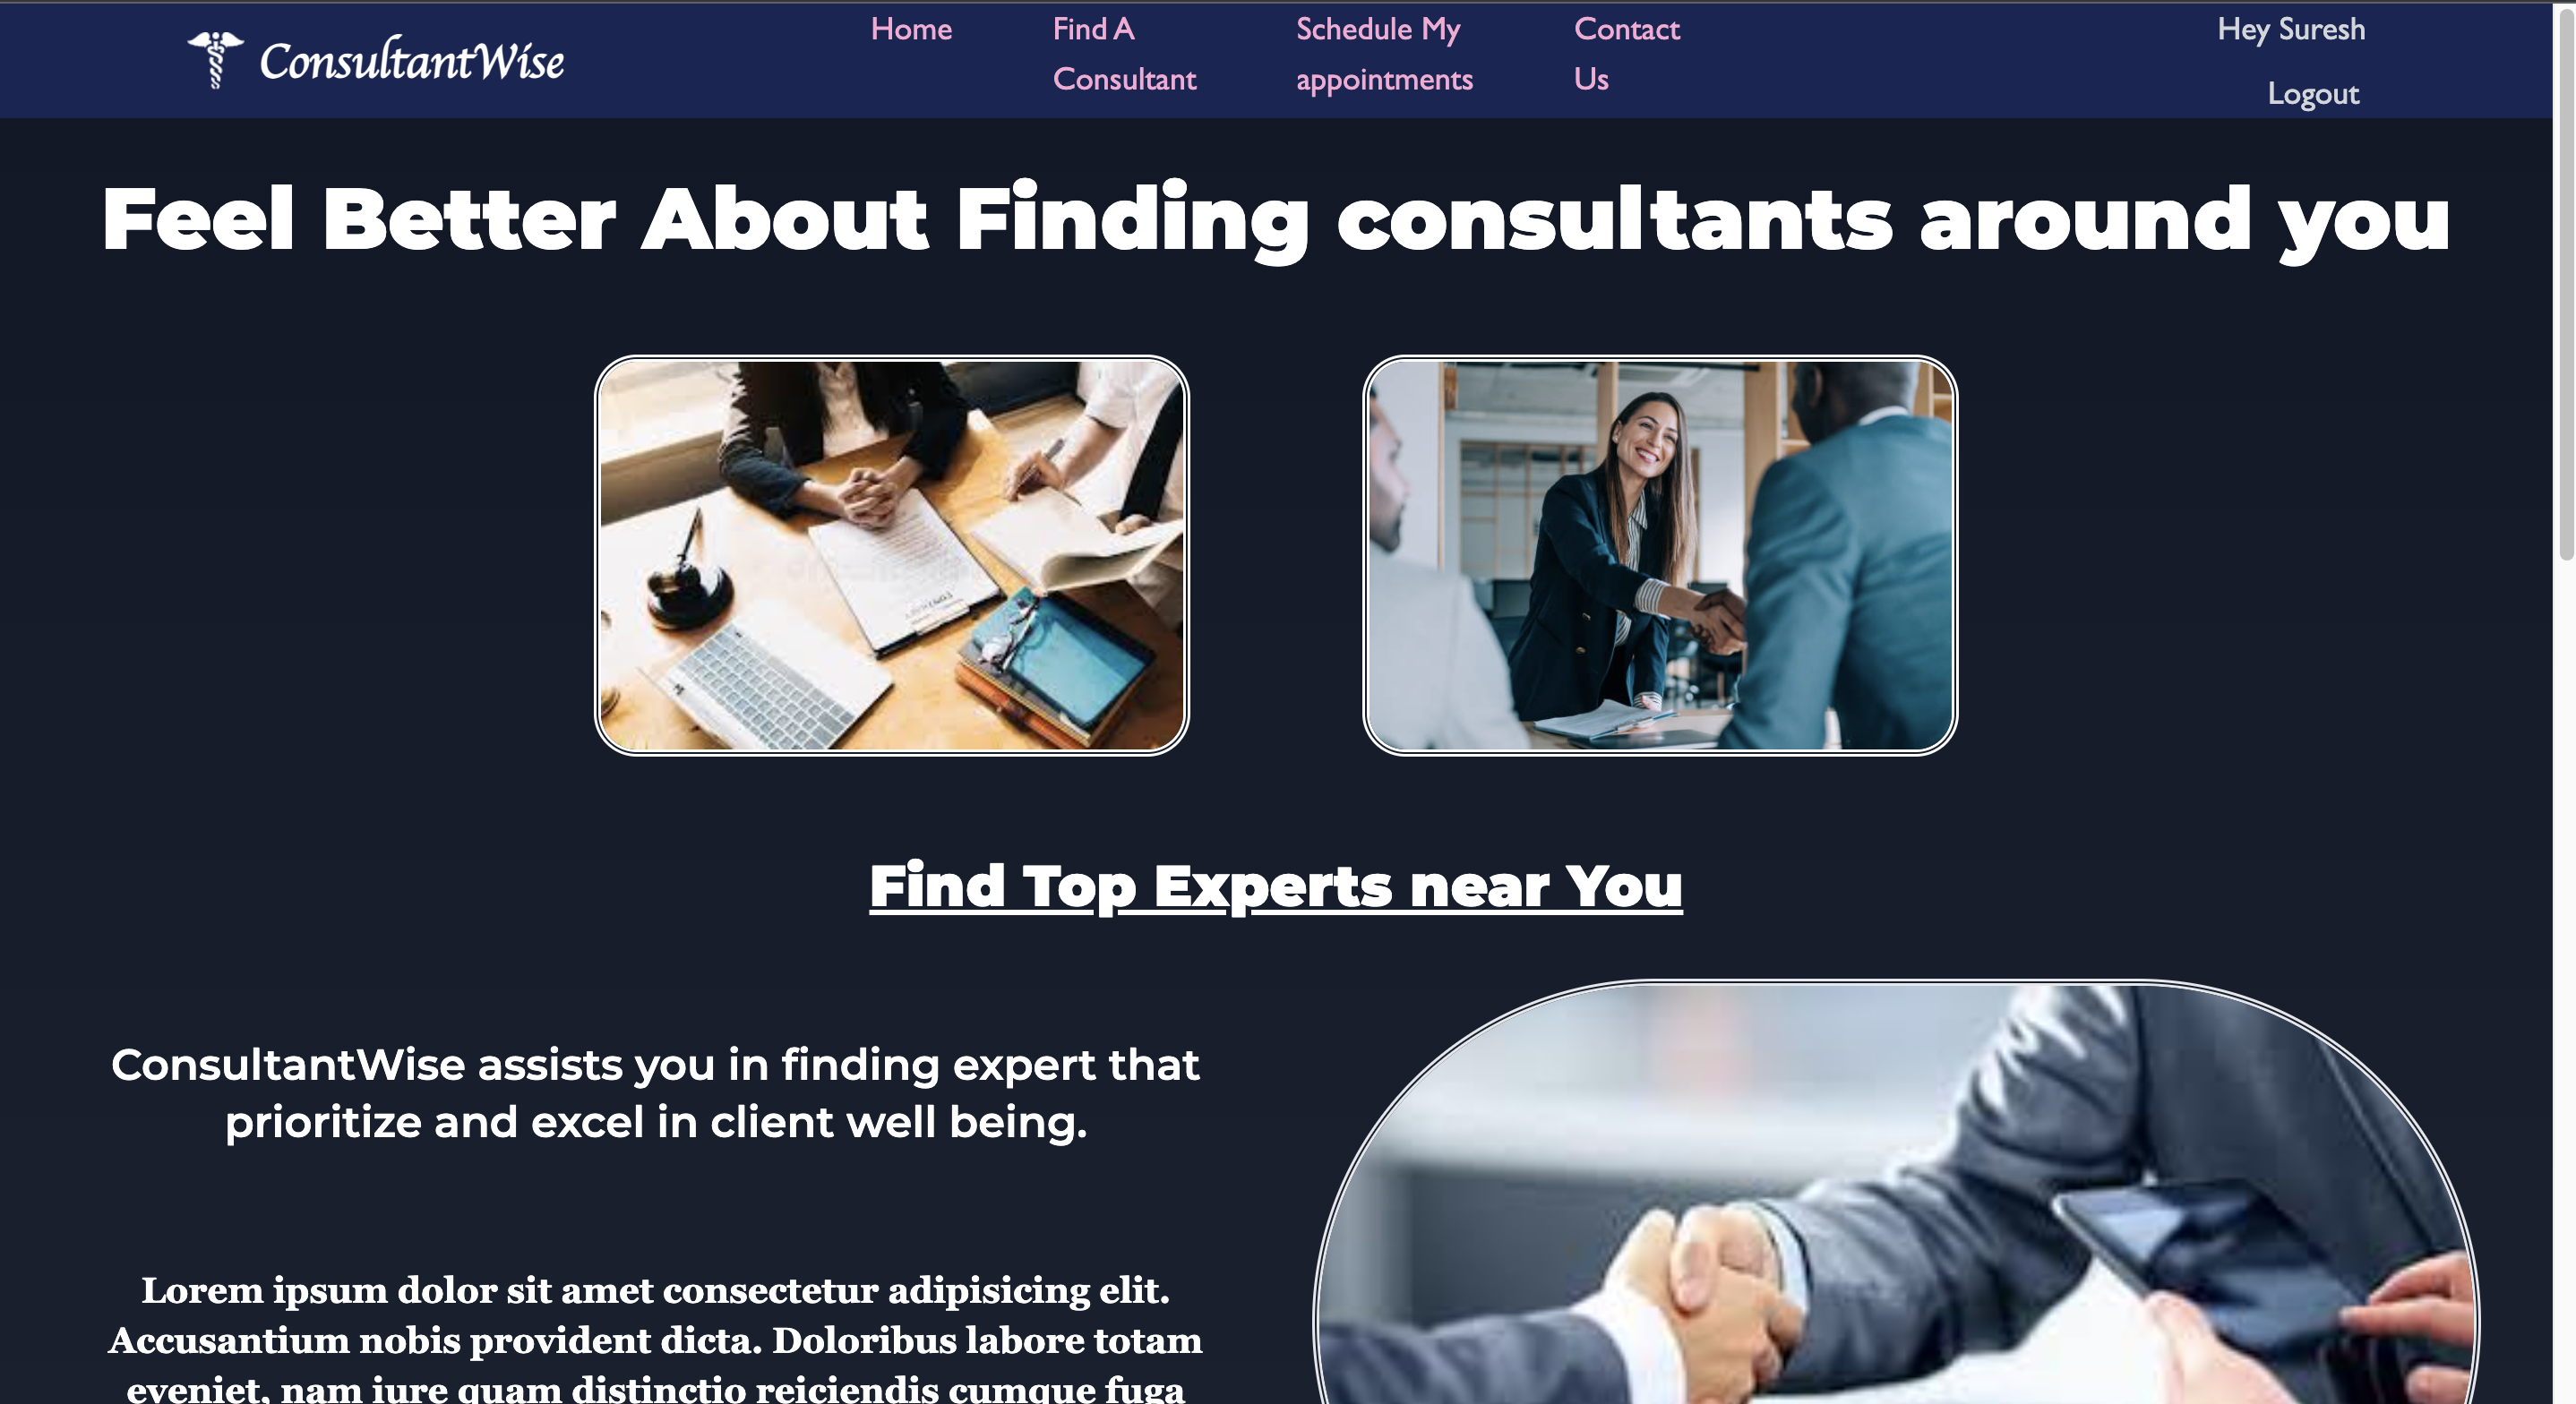 ConsultantWise
Home
Find A
Consultant
Schedule My
appointments
Contact
Us
Hey Suresh
Logout
Feel Better About Finding consultants around you
Find Top Experts near You
ConsultantWise assists you in finding expert that
prioritize and excel in client well being.
Lorem ipsum dolor sit amet consectetur adipisicing elit.
Accusantium nobis provident dicta. Doloribus labore totam
eveniet, nam iure quam distinctio reiciendis cumque fuga